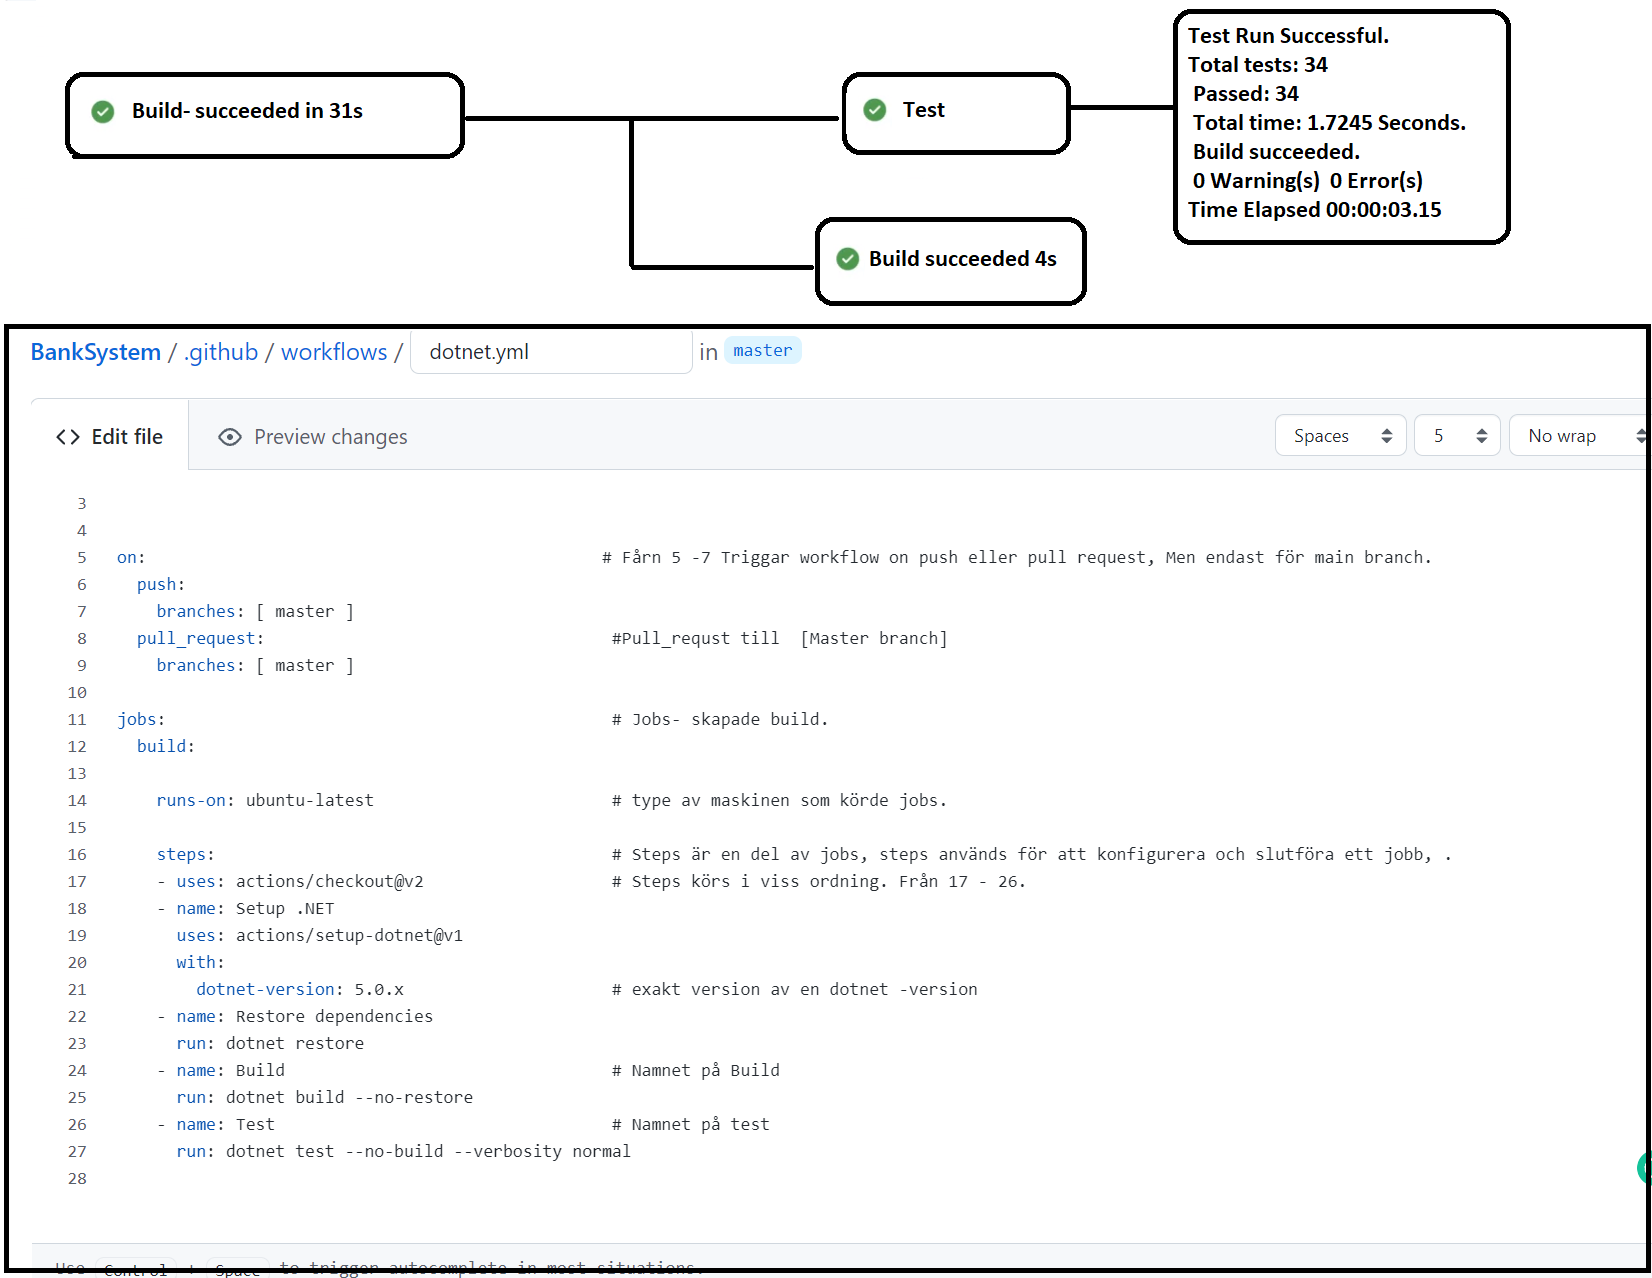 Build- succeeded in 31s
Test
Test Run Successful.
Total tests: 34
Passed: 34
Total time: 1.7245 Seconds.
Build succeeded.
0 Warning(s)  0 Error(s)
Time Elapsed 00:00:03.15
Build succeeded 4s
BankSystem / .github / workflows / dotnet.yml in master
Edit file Preview changes Spaces 5 No wrap
3
4
5 on: # Fårn 5 -7 Triggar workflow on push eller pull request, Men endast för main branch.
6 push:
7 branches: [ master ]
8 pull_request: #Pull_requst till  [Master branch]
9 branches: [ master ]
10
11 jobs: # Jobs- skapade build.
12 build:
13
14 runs-on: ubuntu-latest # type av maskinen som körde jobs.
15
16 steps: # Steps är en del av jobs, steps används för att konfigurera och slutföra ett jobb, .
17 - uses: actions/checkout@v2 # Steps körs i viss ordning. Från 17 - 26.
18 - name: Setup .NET
19 uses: actions/setup-dotnet@v1
20 with:
21 dotnet-version: 5.0.x # exakt version av en dotnet -version
22 - name: Restore dependencies
23 run: dotnet restore
24 - name: Build # Namnet på Build
25 run: dotnet build --no-restore
26 - name: Test # Namnet på test
27 run: dotnet test --no-build --verbosity normal
28
Use Control + Space to trigger autocomplete in most situations.